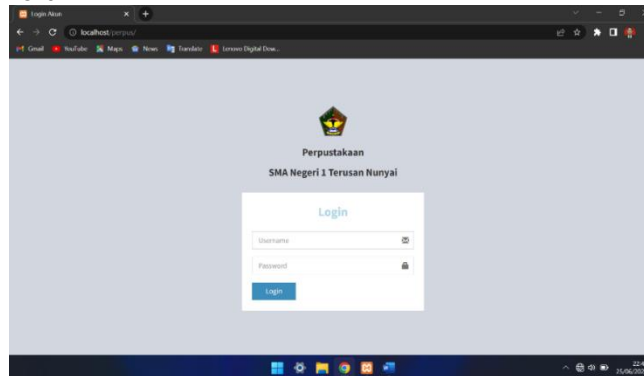 Login Akun
localhost/perpus/
Gmail YouTube Maps News Translate Lenovo Digital Dow...
Perpustakaan
SMA Negeri 1 Terusan Nunyai
Login
Username
Password
Login